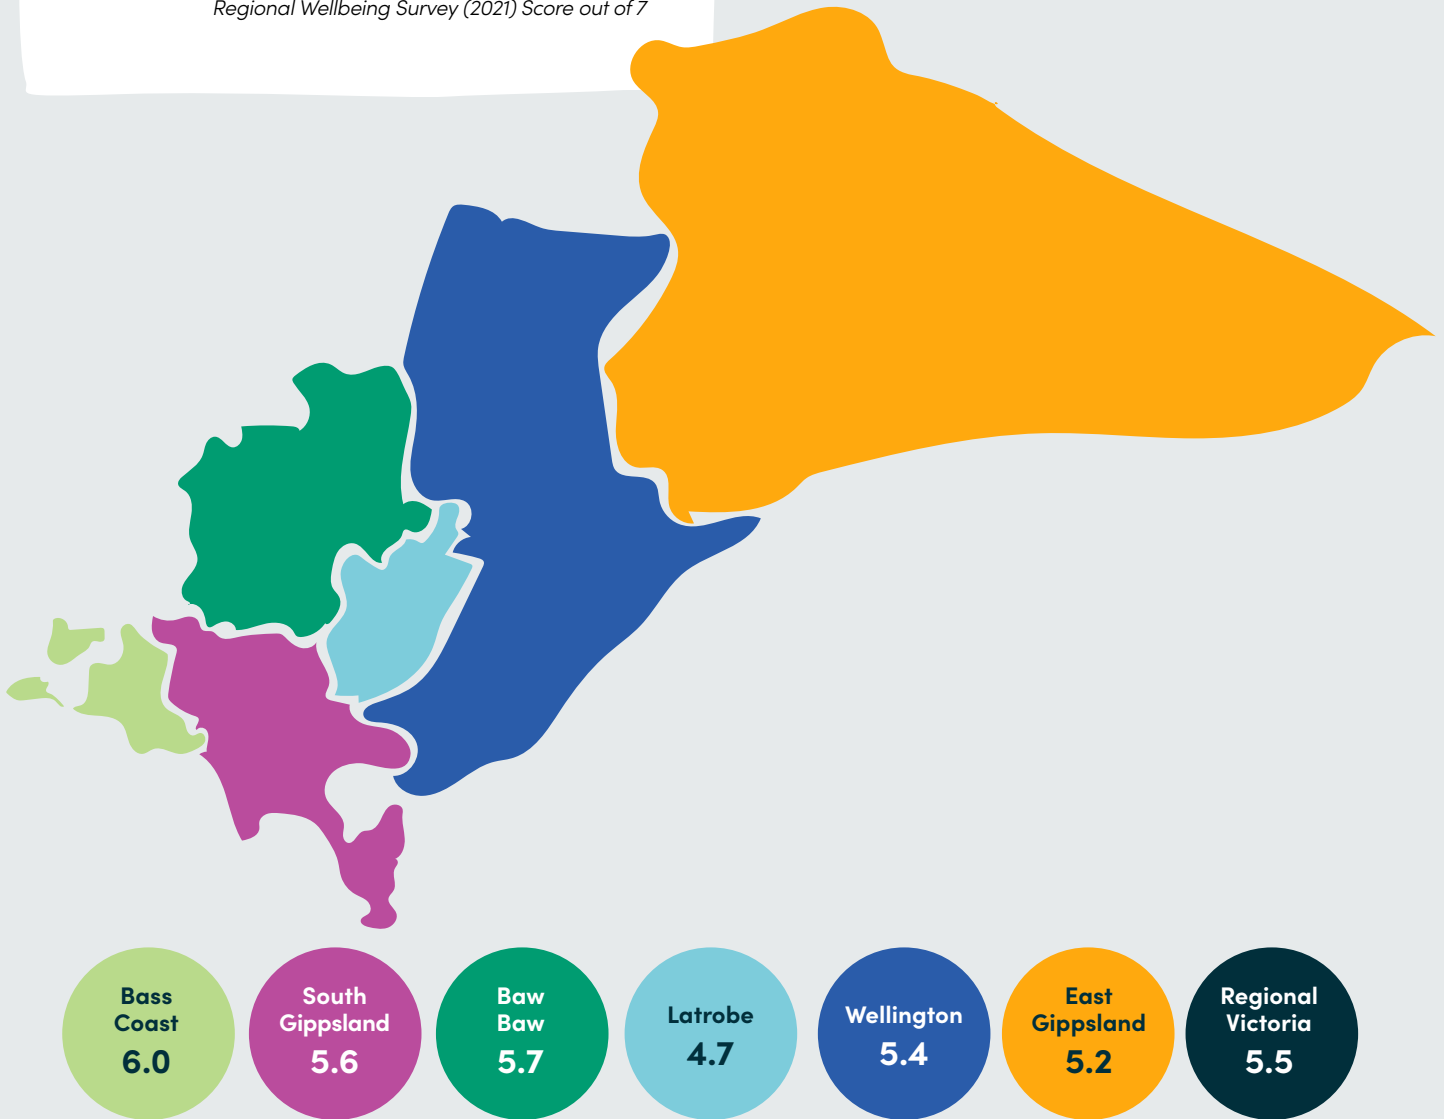 Regional Wellbeing Survey (2021) Score out of 7
Bass
Coast
6.0
South
Gippsland
5.6
Baw
Baw
5.7
Latrobe
4.7
Wellington
5.4
East
Gippsland
5.2
Regional
Victoria
5.5